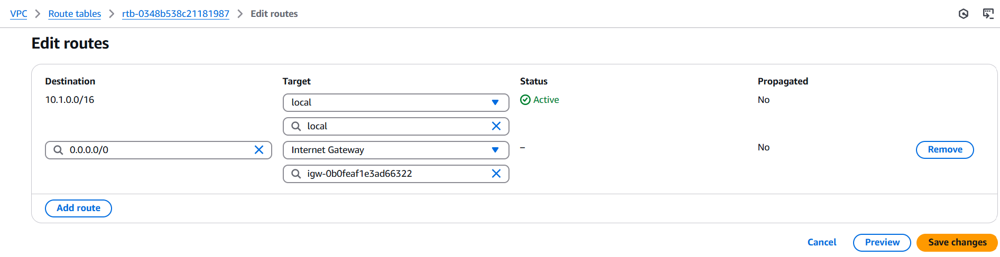 VPC > Route tables > rtb-0348b538c21181987 > Edit routes
Edit routes
Destination Target Status Propagated
10.1.0.0/16 local Active No
local
0.0.0.0/0 Internet Gateway – No Remove
igw-0b0feaf1e3ad66322
Add route
Cancel Preview Save changes